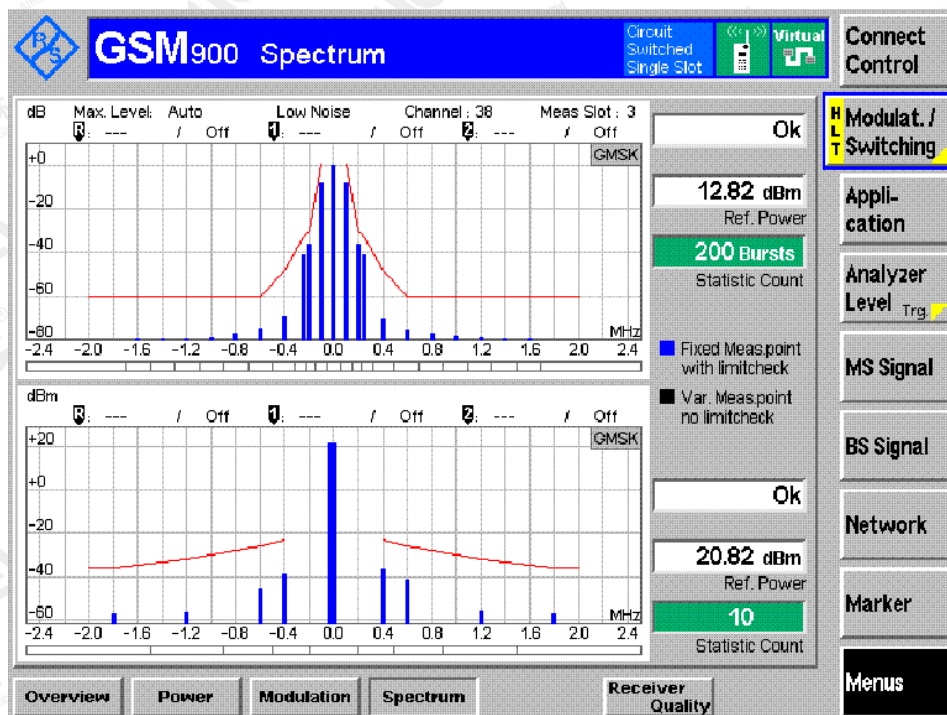 R/S
GSM900 Spectrum
Circuit
Switched
Single Slot
Virtual
Connect
Control
HLT
Modulat. /
Switching
Appli-
cation
Analyzer
Level Trg.
MS Signal
BS Signal
Network
Marker
Menus
dB Max. Level: Auto Low Noise Channel : 38 Meas Slot : 3
R : --- / Off 1 : --- / Off 2 : --- / Off
GMSK
+0
-20
-40
-60
-80
MHz
-2.4 -2.0 -1.6 -1.2 -0.8 -0.4 0.0 0.4 0.8 1.2 1.6 2.0 2.4
Ok
12.82 dBm
Ref. Power
200 Bursts
Statistic Count
Fixed Meas.point
with limitcheck
Var. Meas.point
no limitcheck
dBm
R : --- / Off 1 : --- / Off 2 : --- / Off
GMSK
+20
+0
-20
-40
-60
MHz
-2.4 -2.0 -1.6 -1.2 -0.8 -0.4 0.0 0.4 0.8 1.2 1.6 2.0 2.4
Ok
20.82 dBm
Ref. Power
10
Statistic Count
Overview Power Modulation Spectrum Receiver
Quality